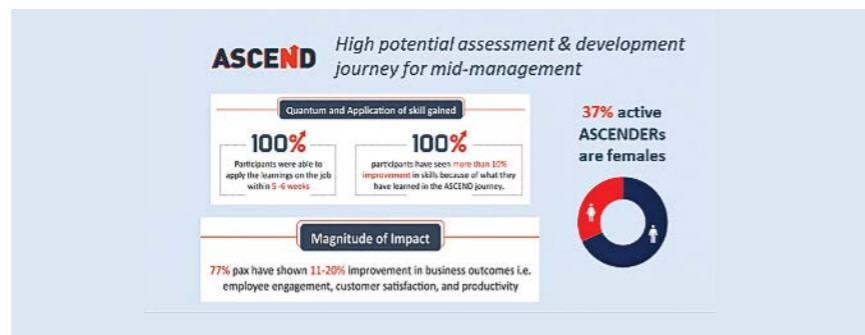 ASCEND
High potential assessment & development
journey for mid-management
Quantum and Application of skill gained
100%
Participants were able to
apply the learnings on the job
within 5 -6 weeks
100%
participants have seen more than 10%
improvement in skills because of what they
have learned in the ASCEND journey.
37% active
ASCENDERs
are females
Magnitude of Impact
77% pax have shown 11-20% improvement in business outcomes i.e.
employee engagement, customer satisfaction, and productivity